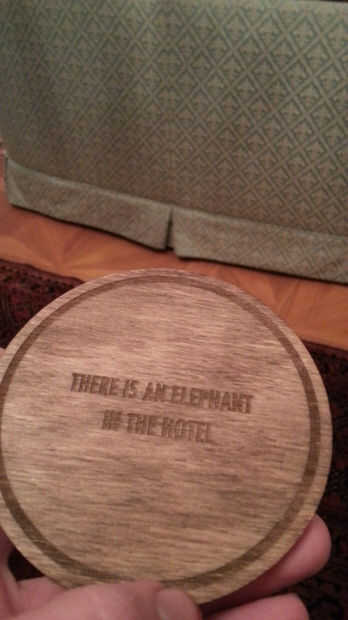 THERE IS AN ELEPHANT
IN THE HOTEL